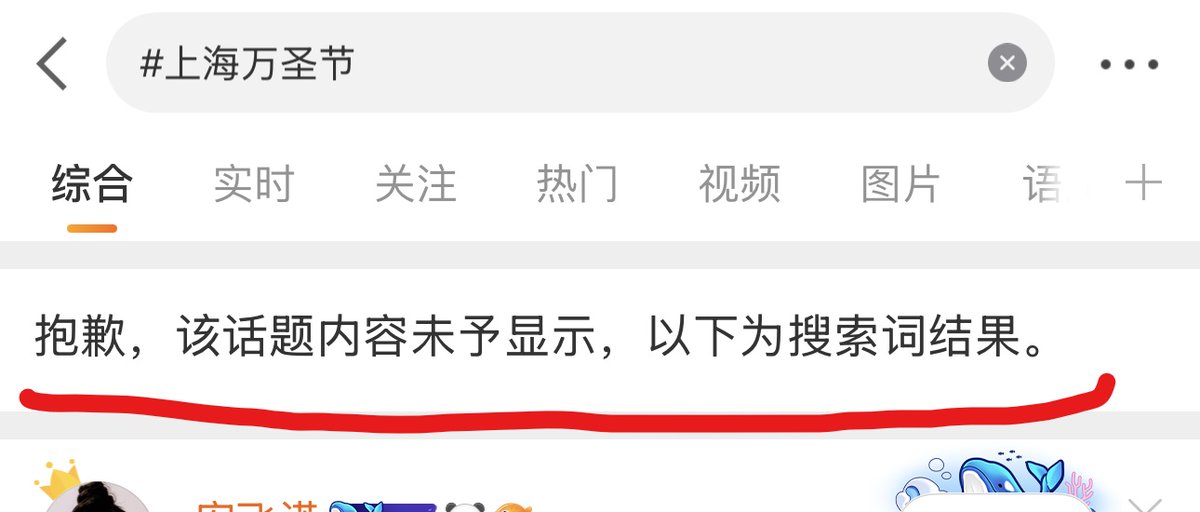 #上海万圣节
综合 实时 关注 热门 视频 图片 语
抱歉，该话题内容未予显示，以下为搜索词结果。